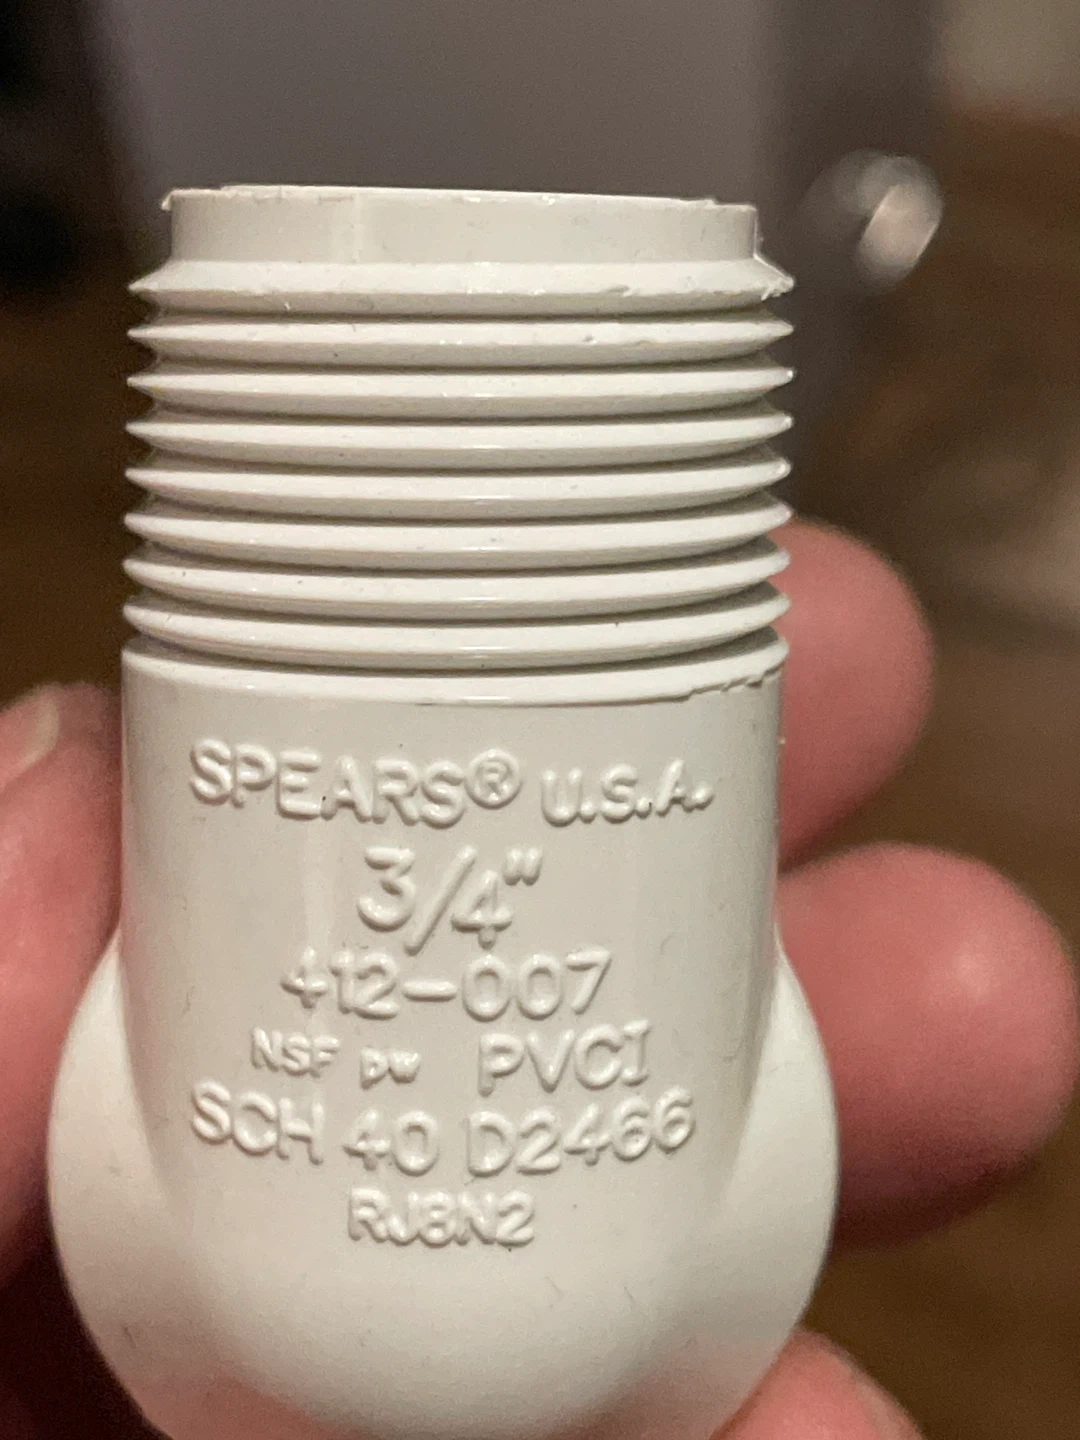 SPEARS® U.S.A.
3/4"
412-007
NSF DW PVCI
SCH 40 D2466
RJ8N2